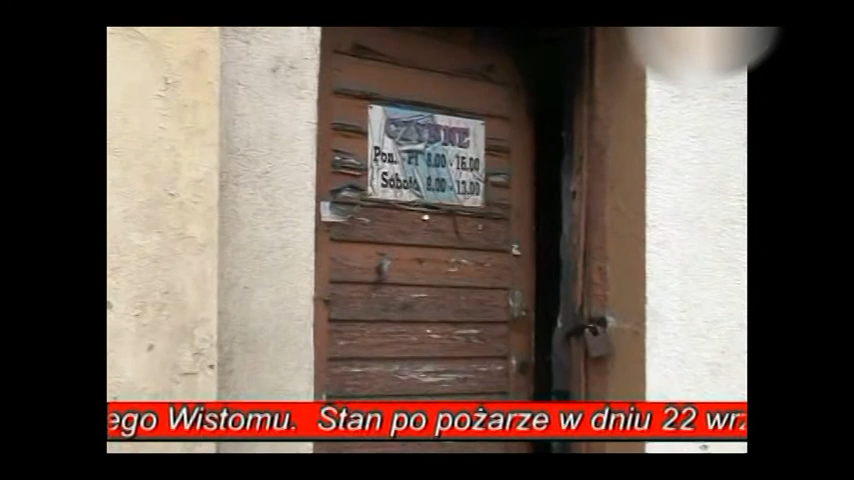 CZYNNE
Pon. - Pt 8.00 - 16.00
Sobota 8.00 - 13.00
ego Wistomu. Stan po pożarze w dniu 22 wrz